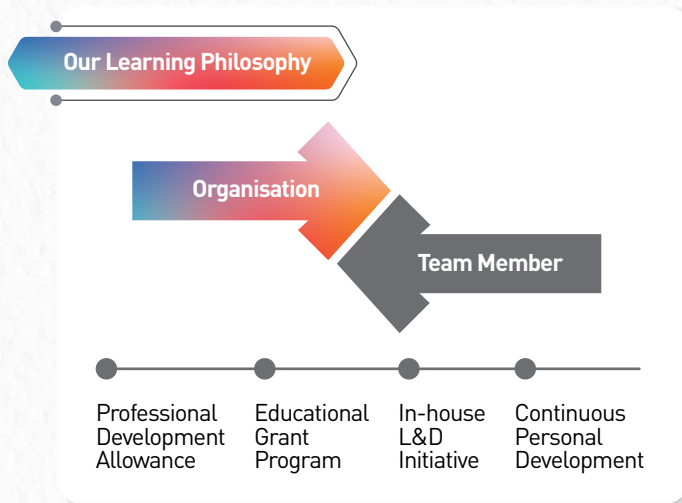 Our Learning Philosophy
Organisation
Team Member
Professional
Development
Allowance
Educational
Grant
Program
In-house
L&D
Initiative
Continuous
Personal
Development